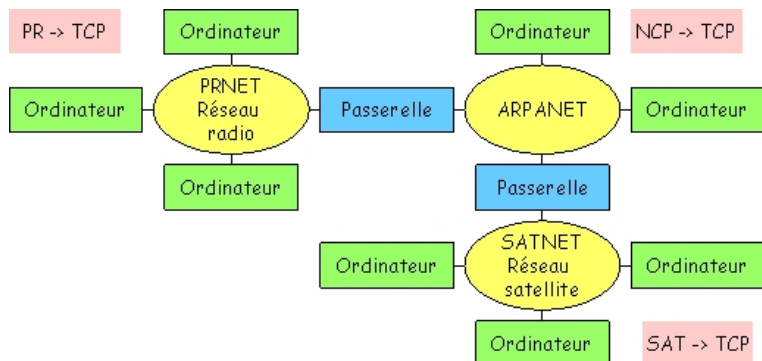 PR -> TCP
Ordinateur
Ordinateur
NCP -> TCP
Ordinateur
PRNET
Réseau
radio
Passerelle
ARPANET
Ordinateur
Ordinateur
Passerelle
Ordinateur
SATNET
Réseau
satellite
Ordinateur
Ordinateur
SAT -> TCP